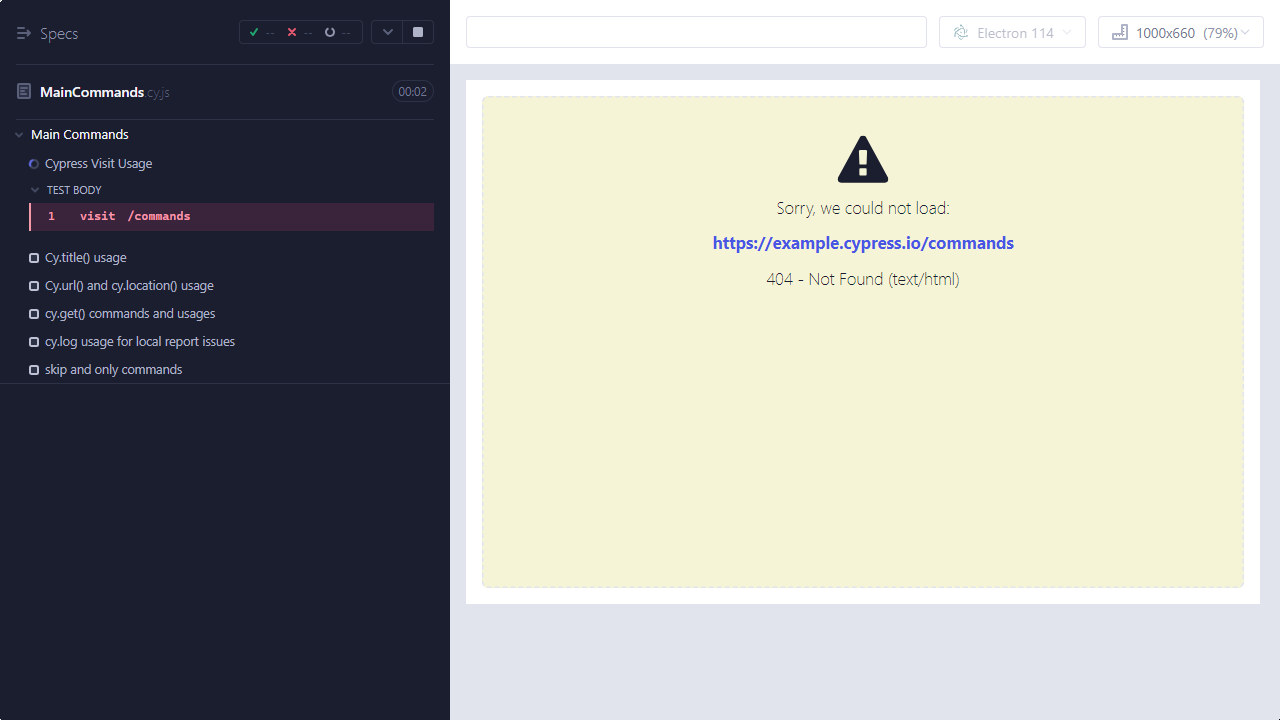 Specs
-- -- --
MainCommands.cy.js
00:02
Main Commands
Cypress Visit Usage
TEST BODY
1 visit /commands
Cy.title() usage
Cy.url() and cy.location() usage
cy.get() commands and usages
cy.log usage for local report issues
skip and only commands
Electron 114
1000x660 (79%)
Sorry, we could not load:
https://example.cypress.io/commands
404 - Not Found (text/html)